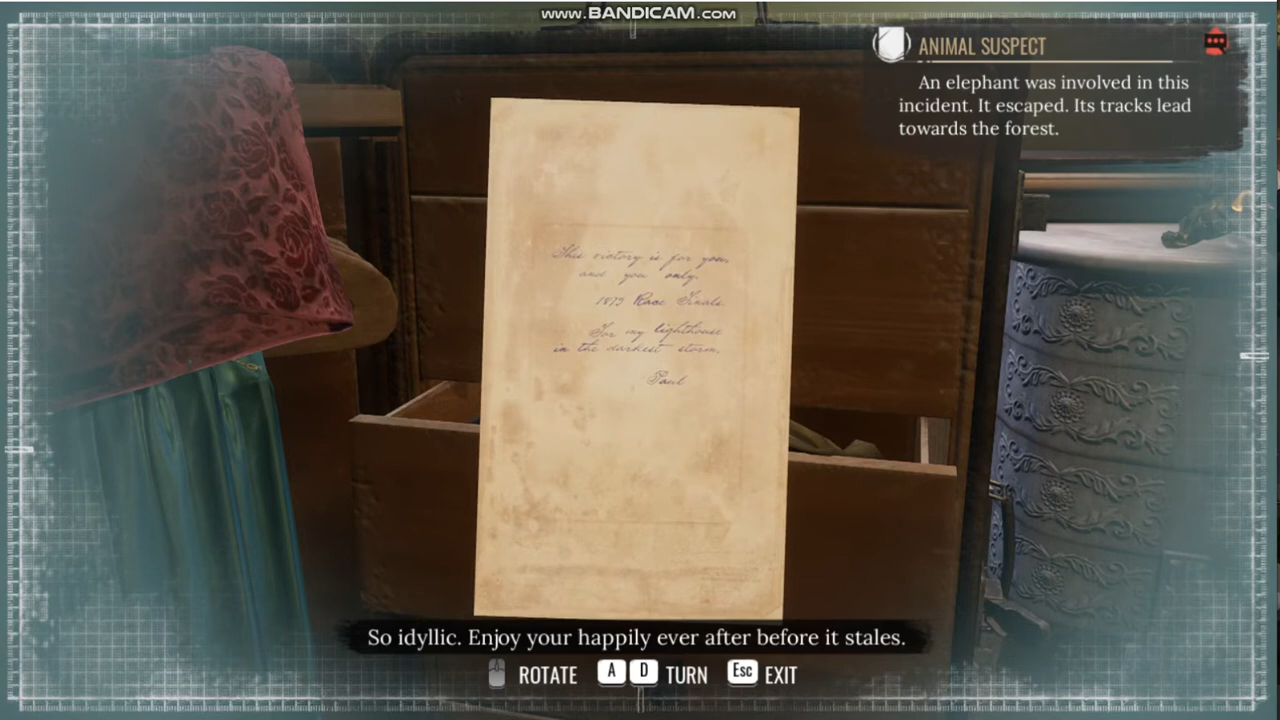 www.BANDICAM.com
ANIMAL SUSPECT
An elephant was involved in this
incident. It escaped. Its tracks lead
towards the forest.
This victory is for you,
and you only.
Race Finals
For my lighthouse
in the darkest storm,
Paul
So idyllic. Enjoy your happily ever after before it stales.
ROTATE A D TURN Esc EXIT